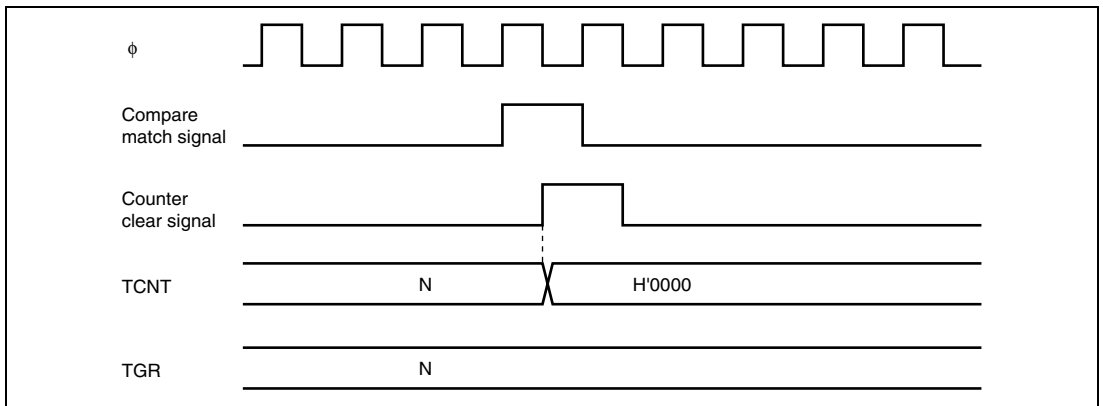 ϕ
Compare
match signal
Counter
clear signal
TCNT
N
H'0000
TGR
N